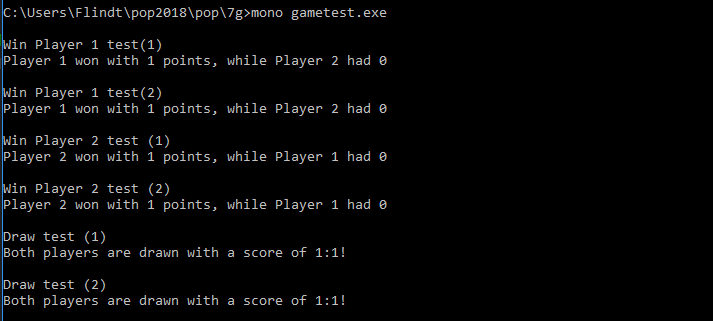 C:\Users\Flindt\pop2018\pop\7g>mono gametest.exe
Win Player 1 test(1)
Player 1 won with 1 points, while Player 2 had 0
Win Player 1 test(2)
Player 1 won with 1 points, while Player 2 had 0
Win Player 2 test (1)
Player 2 won with 1 points, while Player 1 had 0
Win Player 2 test (2)
Player 2 won with 1 points, while Player 1 had 0
Draw test (1)
Both players are drawn with a score of 1:1!
Draw test (2)
Both players are drawn with a score of 1:1!